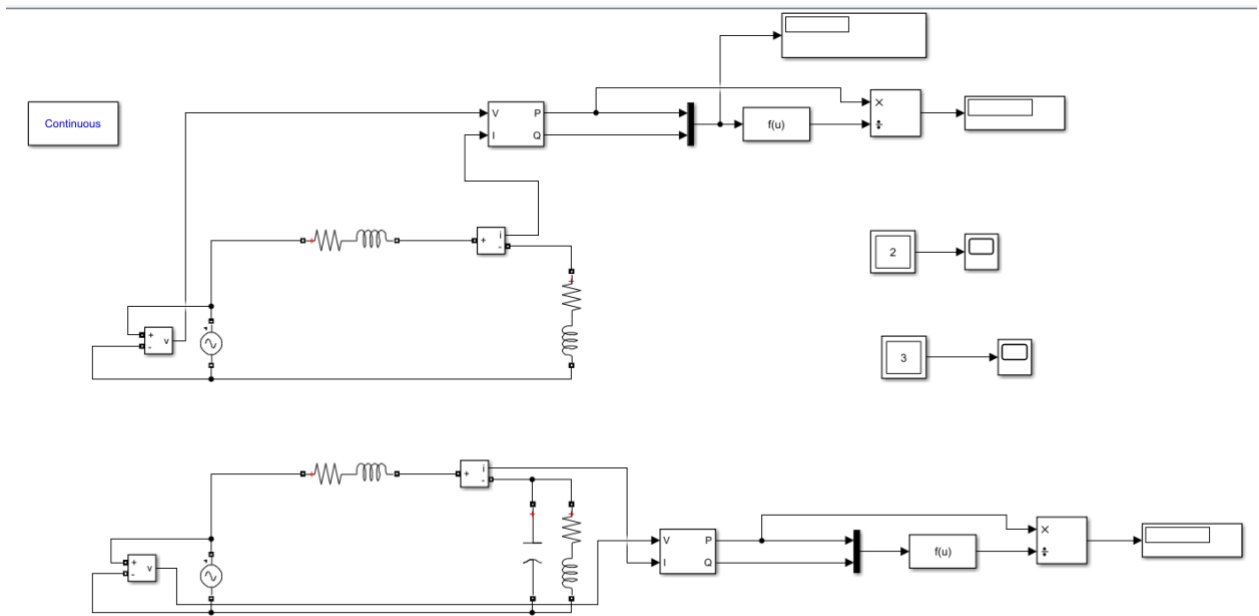 Continuous
V
I
P
Q
f(u)
×
÷
+
i
-
2
+
-
v
3
+
i
-
V
I
P
Q
f(u)
×
÷
+
-
v